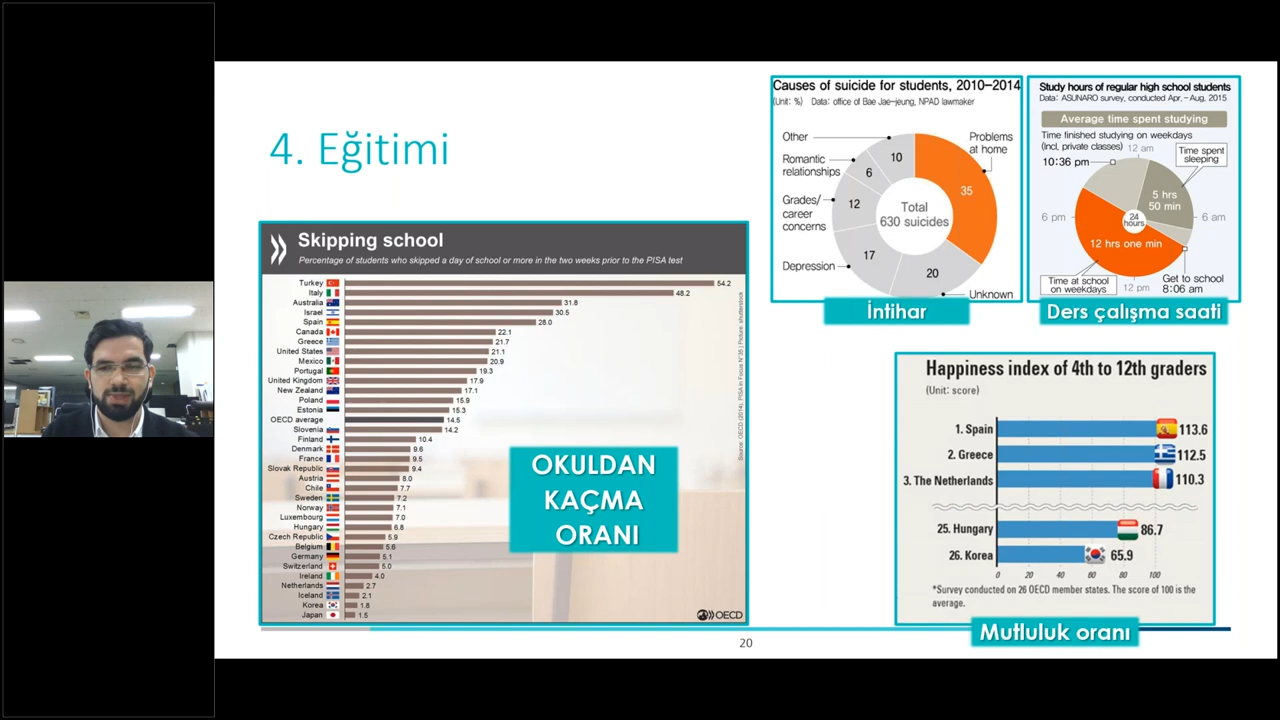 4. Eğitimi
Skipping school
Percentage of students who skipped a day of school or more in the two weeks prior to the PISA test
Turkey 54.2
Italy 48.2
Australia 31.8
Israel 30.5
Spain 28.0
Canada 22.1
Greece 21.7
United States 21.1
Mexico 20.9
Portugal 19.3
United Kingdom 17.9
New Zealand 17.1
Poland 15.9
Estonia 15.3
OECD average 14.5
Slovenia 14.2
Finland 10.4
Denmark 9.6
France 9.5
Slovak Republic 9.4
Austria 8.0
Chile 7.7
Sweden 7.2
Norway 7.1
Luxembourg 7.0
Hungary 6.8
Czech Republic 5.9
Belgium 5.6
Germany 5.1
Switzerland 5.0
Ireland 4.0
Netherlands 2.7
Iceland 2.1
Korea 1.8
Japan 1.5
Source: OECD (2014), PISA in Focus N°35 | Picture: shutterstock
OECD
OKULDAN
KAÇMA
ORANI
Causes of suicide for students, 2010–2014
(Unit: %) Data: office of Bae Jae-jeung, NPAD lawmaker
Other 10
Problems
at home
35
Romantic
relationships
6
Grades/
career
concerns
12
Total
630 suicides
Depression 17
20
Unknown
İntihar
Study hours of regular high school students
Data: ASUNARO survey, conducted Apr. – Aug. 2015
Average time spent studying
Time finished studying on weekdays
(Incl, private classes) 12 am
10:36 pm
Time spent
sleeping
5 hrs
50 min
6 pm
24
hours
6 am
12 hrs one min
Time at school
on weekdays
12 pm
Get to school
8:06 am
Ders çalışma saati
Happiness index of 4th to 12th graders
(Unit: score)
1. Spain 113.6
2. Greece 112.5
3. The Netherlands 110.3
25. Hungary 86.7
26. Korea 65.9
0 20 40 60 80 100
*Survey conducted on 26 OECD member states. The score of 100 is the
average.
Mutluluk oranı
20